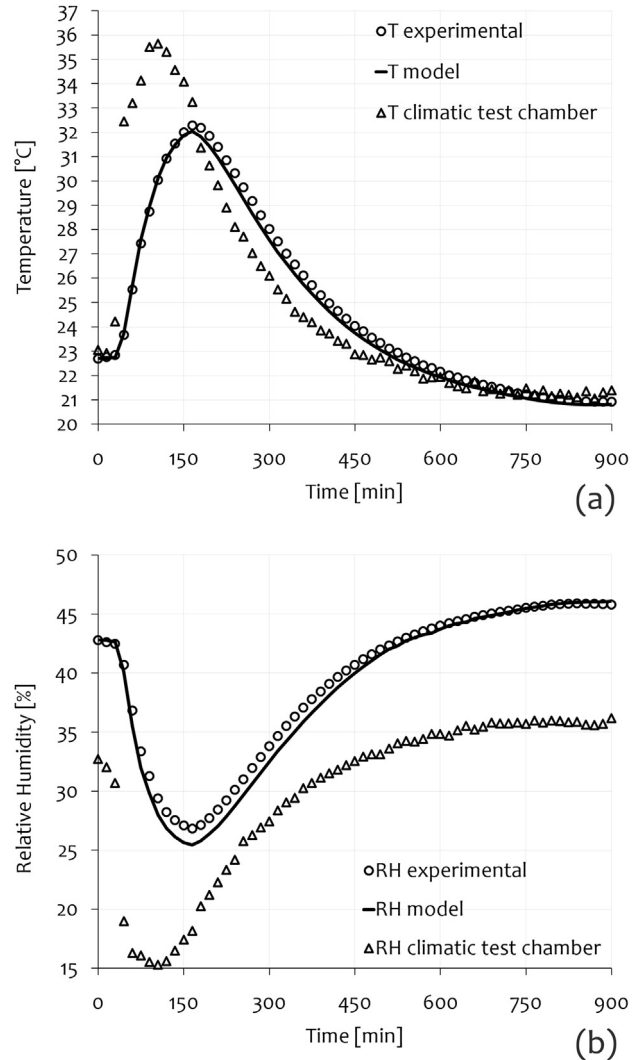 37
36
35
34
33
32
31
30
29
28
27
26
25
24
23
22
21
20
Temperature [°C]
T experimental
T model
T climatic test chamber
0 150 300 450 600 750 900
Time [min]
(a)
50
45
40
35
30
25
20
15
Relative Humidity [%]
RH experimental
RH model
RH climatic test chamber
0 150 300 450 600 750 900
Time [min]
(b)